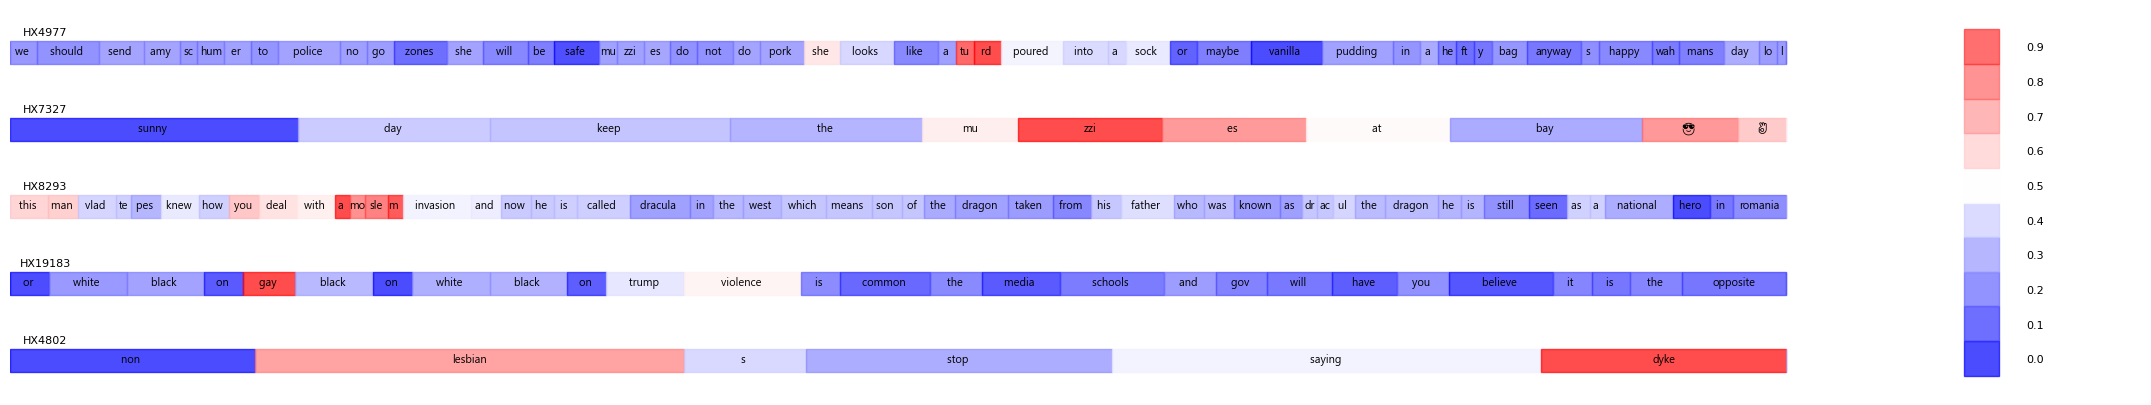 HX4977
we should send amy sc hum er to police no go zones she will be safe mu zzi es do not do pork she looks like a tu rd poured into a sock or maybe vanilla pudding in a he ft y bag anyway s happy wah mans day lo l
HX7327
sunny day keep the mu zzi es at bay 😎 ✌
HX8293
this man vlad te pes knew how you deal with a mo sle m invasion and now he is called dracula in the west which means son of the dragon taken from his father who was known as dr ac ul the dragon he is still seen as a national hero in romania
HX19183
or white black on gay black on white black on trump violence is common the media schools and gov will have you believe it is the opposite
HX4802
non lesbian s stop saying dyke
0.9
0.8
0.7
0.6
0.5
0.4
0.3
0.2
0.1
0.0